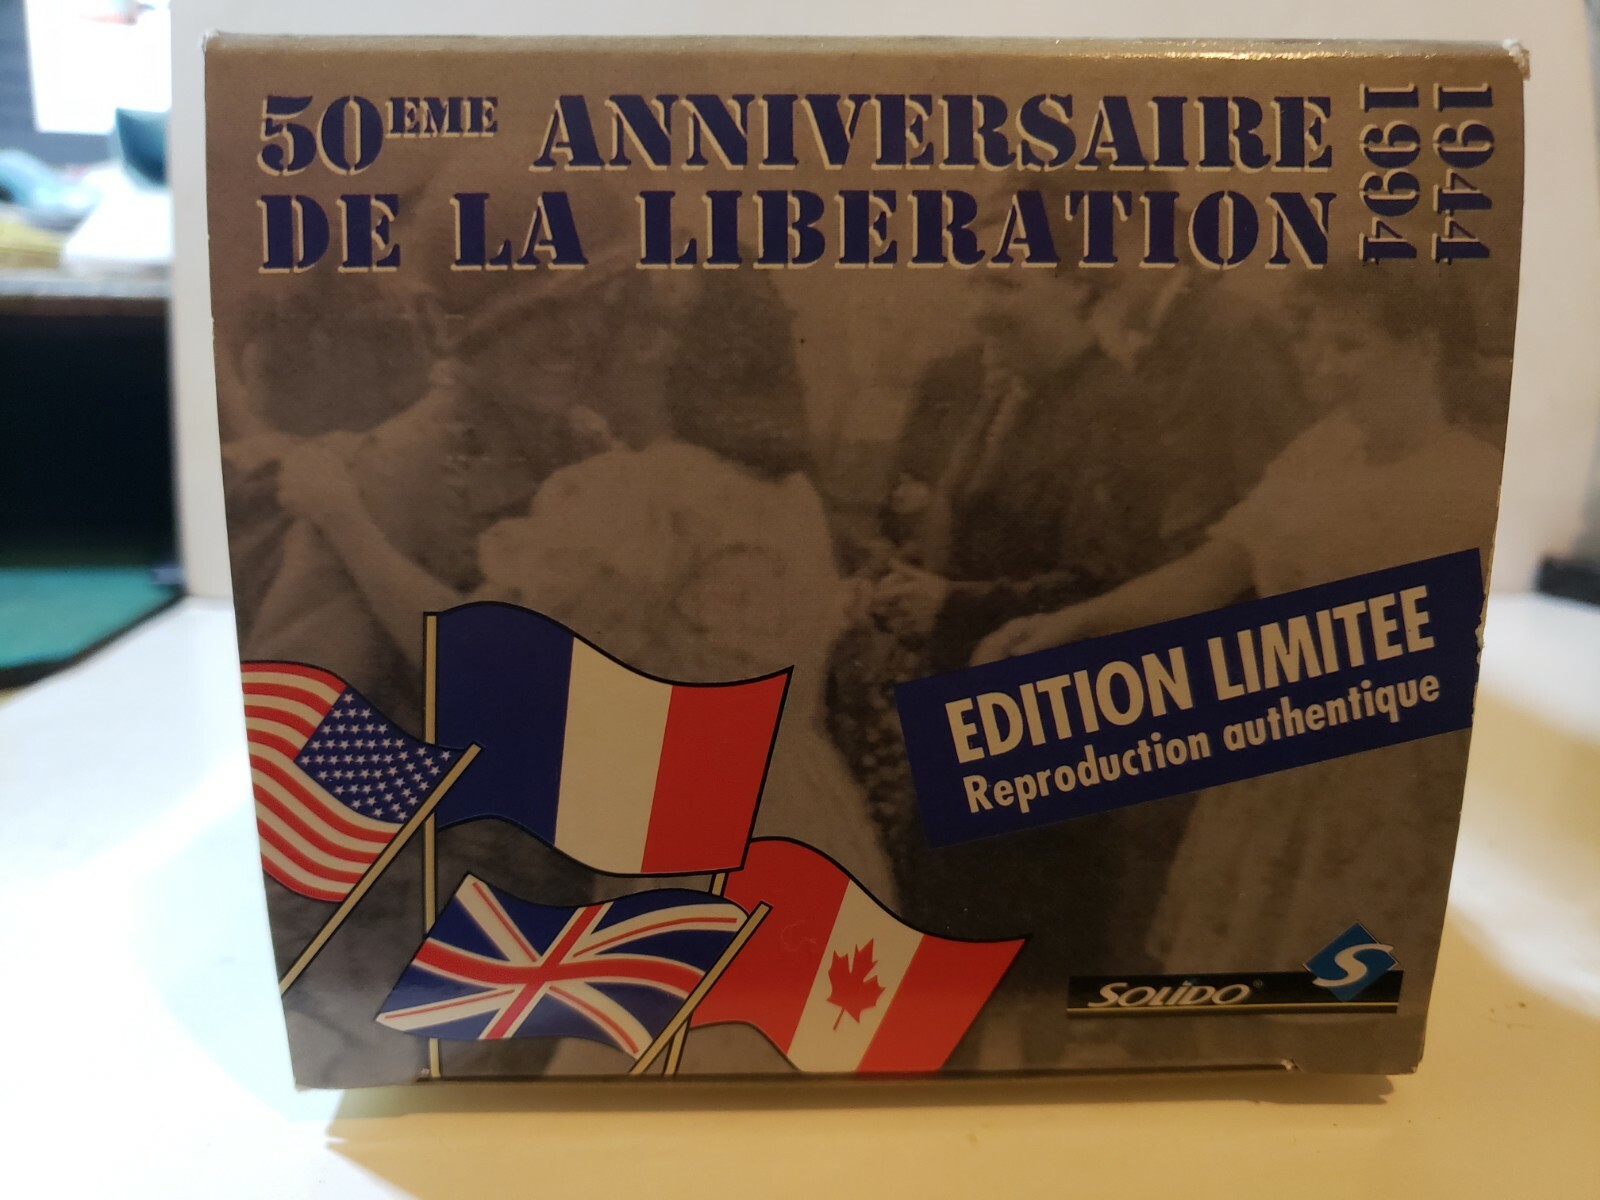 50EME ANNIVERSAIRE
DE LA LIBERATION
1944
1994
EDITION LIMITEE
Reproduction authentique
SOLIDO®
S